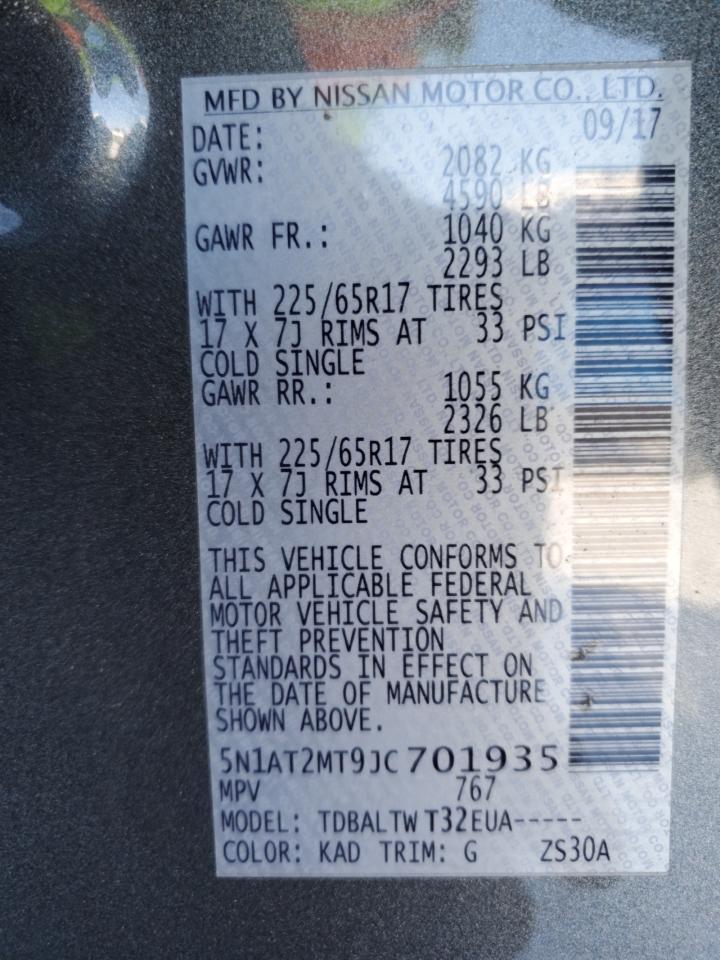 MFD BY NISSAN MOTOR CO., LTD.
DATE: 09/17
GVWR: 2082 KG
4590 LB
GAWR FR.: 1040 KG
2293 LB
WITH 225/65R17 TIRES
17 X 7J RIMS AT 33 PSI
COLD SINGLE
GAWR RR.: 1055 KG
2326 LB
WITH 225/65R17 TIRES
17 X 7J RIMS AT 33 PSI
COLD SINGLE
THIS VEHICLE CONFORMS TO
ALL APPLICABLE FEDERAL
MOTOR VEHICLE SAFETY AND
THEFT PREVENTION
STANDARDS IN EFFECT ON
THE DATE OF MANUFACTURE
SHOWN ABOVE.
5N1AT2MT9JC701935
MPV 767
MODEL: TDBALTW T32EUA-----
COLOR: KAD TRIM: G ZS30A